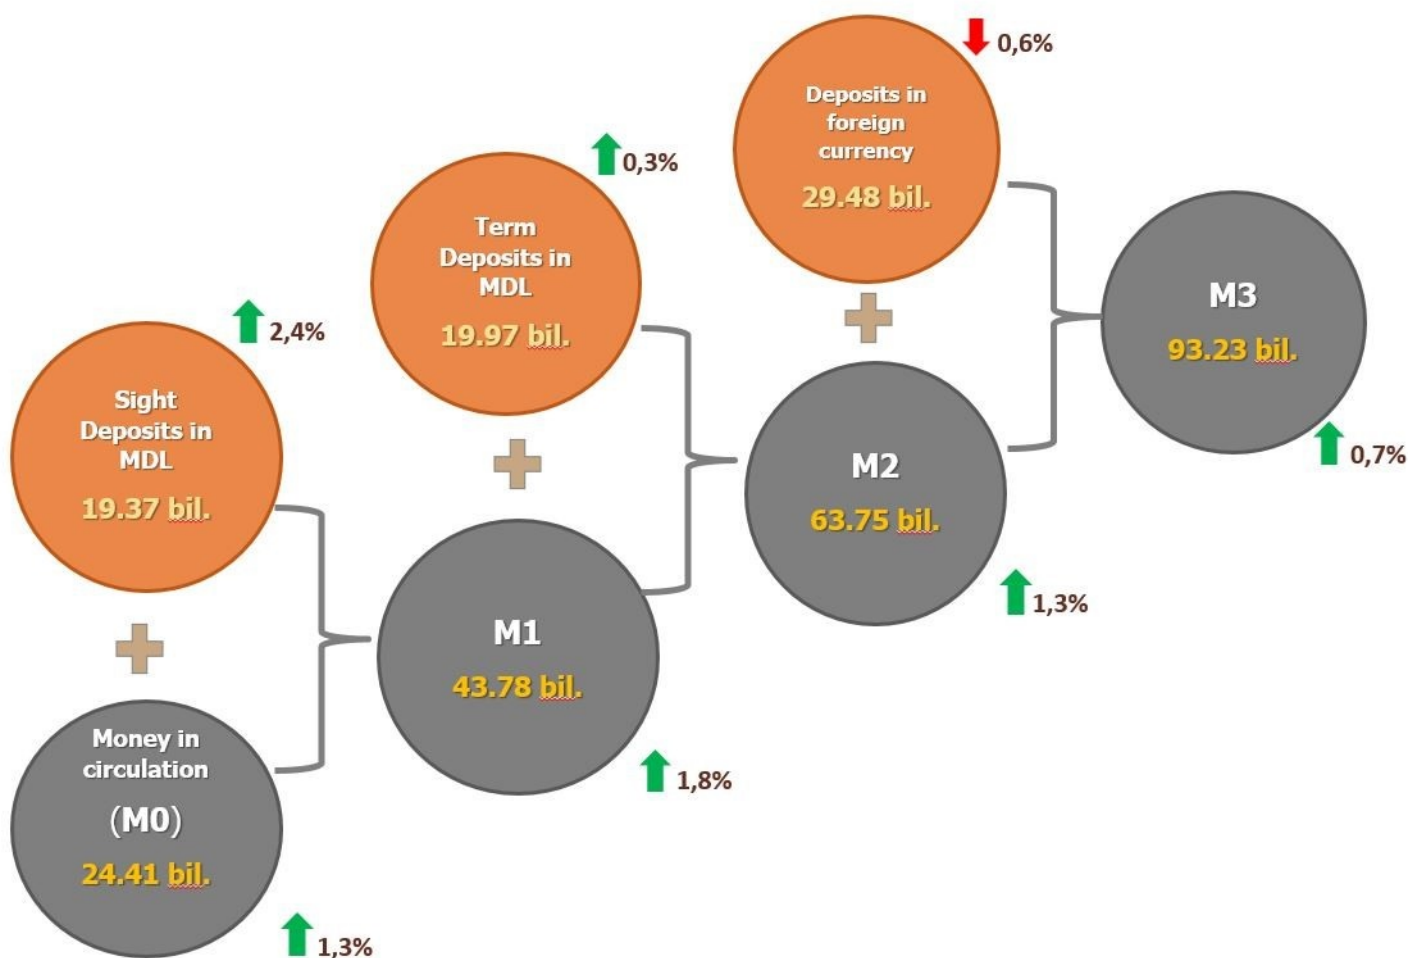 0,6%
Deposits in
foreign
currency
29.48 bil.
0,3%
Term
Deposits in
MDL
19.97 bil.
M3
93.23 bil.
0,7%
2,4%
Sight
Deposits in
MDL
19.37 bil.
M2
63.75 bil.
1,3%
M1
43.78 bil.
1,8%
Money in
circulation
(M0)
24.41 bil.
1,3%